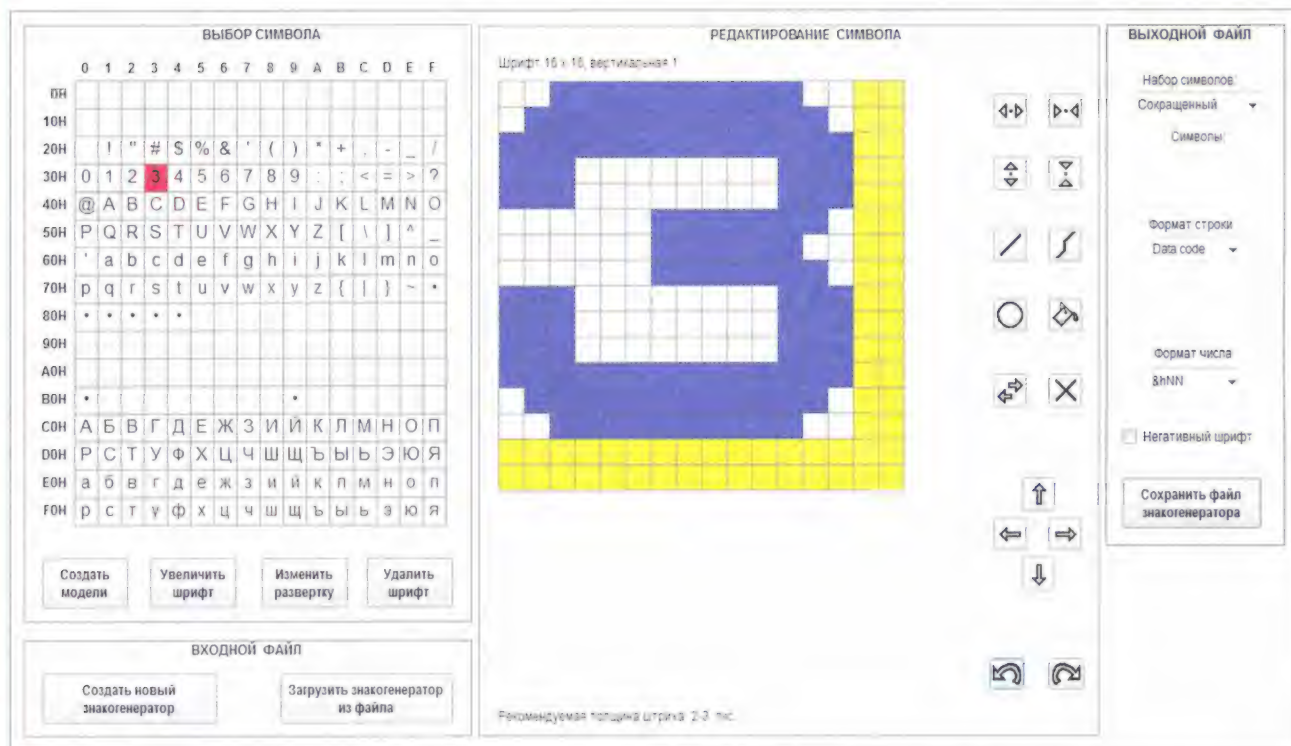 ВЫБОР СИМВОЛА
0 1 2 3 4 5 6 7 8 9 A B C D E F
0H
10H
20H ! " # $ % & ' ( ) * + . - _ /
30H 0 1 2 3 4 5 6 7 8 9 : ; < = > ?
40H @ A B C D E F G H I J K L M N O
50H P Q R S T U V W X Y Z [ \ ] ^ _
60H ' a b c d e f g h i j k l m n o
70H p q r s t u v w x y z { | } ~ •
80H • • • • •
90H
A0H
B0H • •
C0H А Б В Г Д Е Ж З И Й К Л М Н О П
D0H Р С Т У Ф Х Ц Ч Ш Щ Ъ Ы Ь Э Ю Я
E0H а б в г д е ж з и й к л м н о п
F0H р с т у ф х ц ч ш щ ъ ы ь э ю я
Создать модели
Увеличить шрифт
Изменить развертку
Удалить шрифт
ВХОДНОЙ ФАЙЛ
Создать новый знакогенератор
Загрузить знакогенератор из файла
РЕДАКТИРОВАНИЕ СИМВОЛА
Шрифт 16 x 16, вертикальная 1
Рекомендуемая толщина штриха: 2-3 пкс.
ВЫХОДНОЙ ФАЙЛ
Набор символов:
Сокращенный
Символы:
Формат строки
Data code
Формат числа
&hNN
Негативный шрифт
Сохранить файл знакогенератора